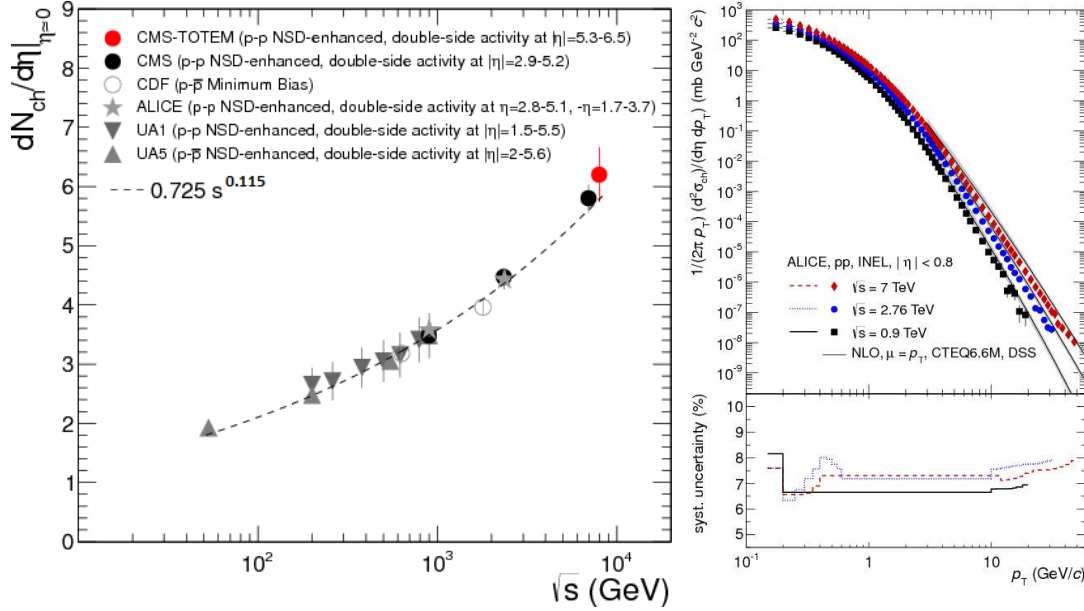 dN_ch/dη|_η≈0
9
8
7
6
5
4
3
2
1
0
CMS-TOTEM (p-p NSD-enhanced, double-side activity at |η|=5.3-6.5)
CMS (p-p NSD-enhanced, double-side activity at |η|=2.9-5.2)
CDF (p-p̅ Minimum Bias)
ALICE (p-p NSD-enhanced, double-side activity at η=2.8-5.1, -η=1.7-3.7)
UA1 (p-p̅ NSD-enhanced, double-side activity at |η|=1.5-5.5)
UA5 (p-p̅ NSD-enhanced, double-side activity at |η|=2-5.6)
0.725 s^0.115
10^2
10^3
10^4
√s (GeV)
1/(2π p_T) (d²σ_ch)/(dη dp_T) (mb GeV⁻² c²)
10^3
10^2
10
1
10^-1
10^-2
10^-3
10^-4
10^-5
10^-6
10^-7
10^-8
10^-9
ALICE, pp, INEL, | η | < 0.8
√s = 7 TeV
√s = 2.76 TeV
√s = 0.9 TeV
NLO, μ = p_T, CTEQ6.6M, DSS
syst. uncertainty (%)
10
9
8
7
6
5
10^-1
1
10
p_T (GeV/c)